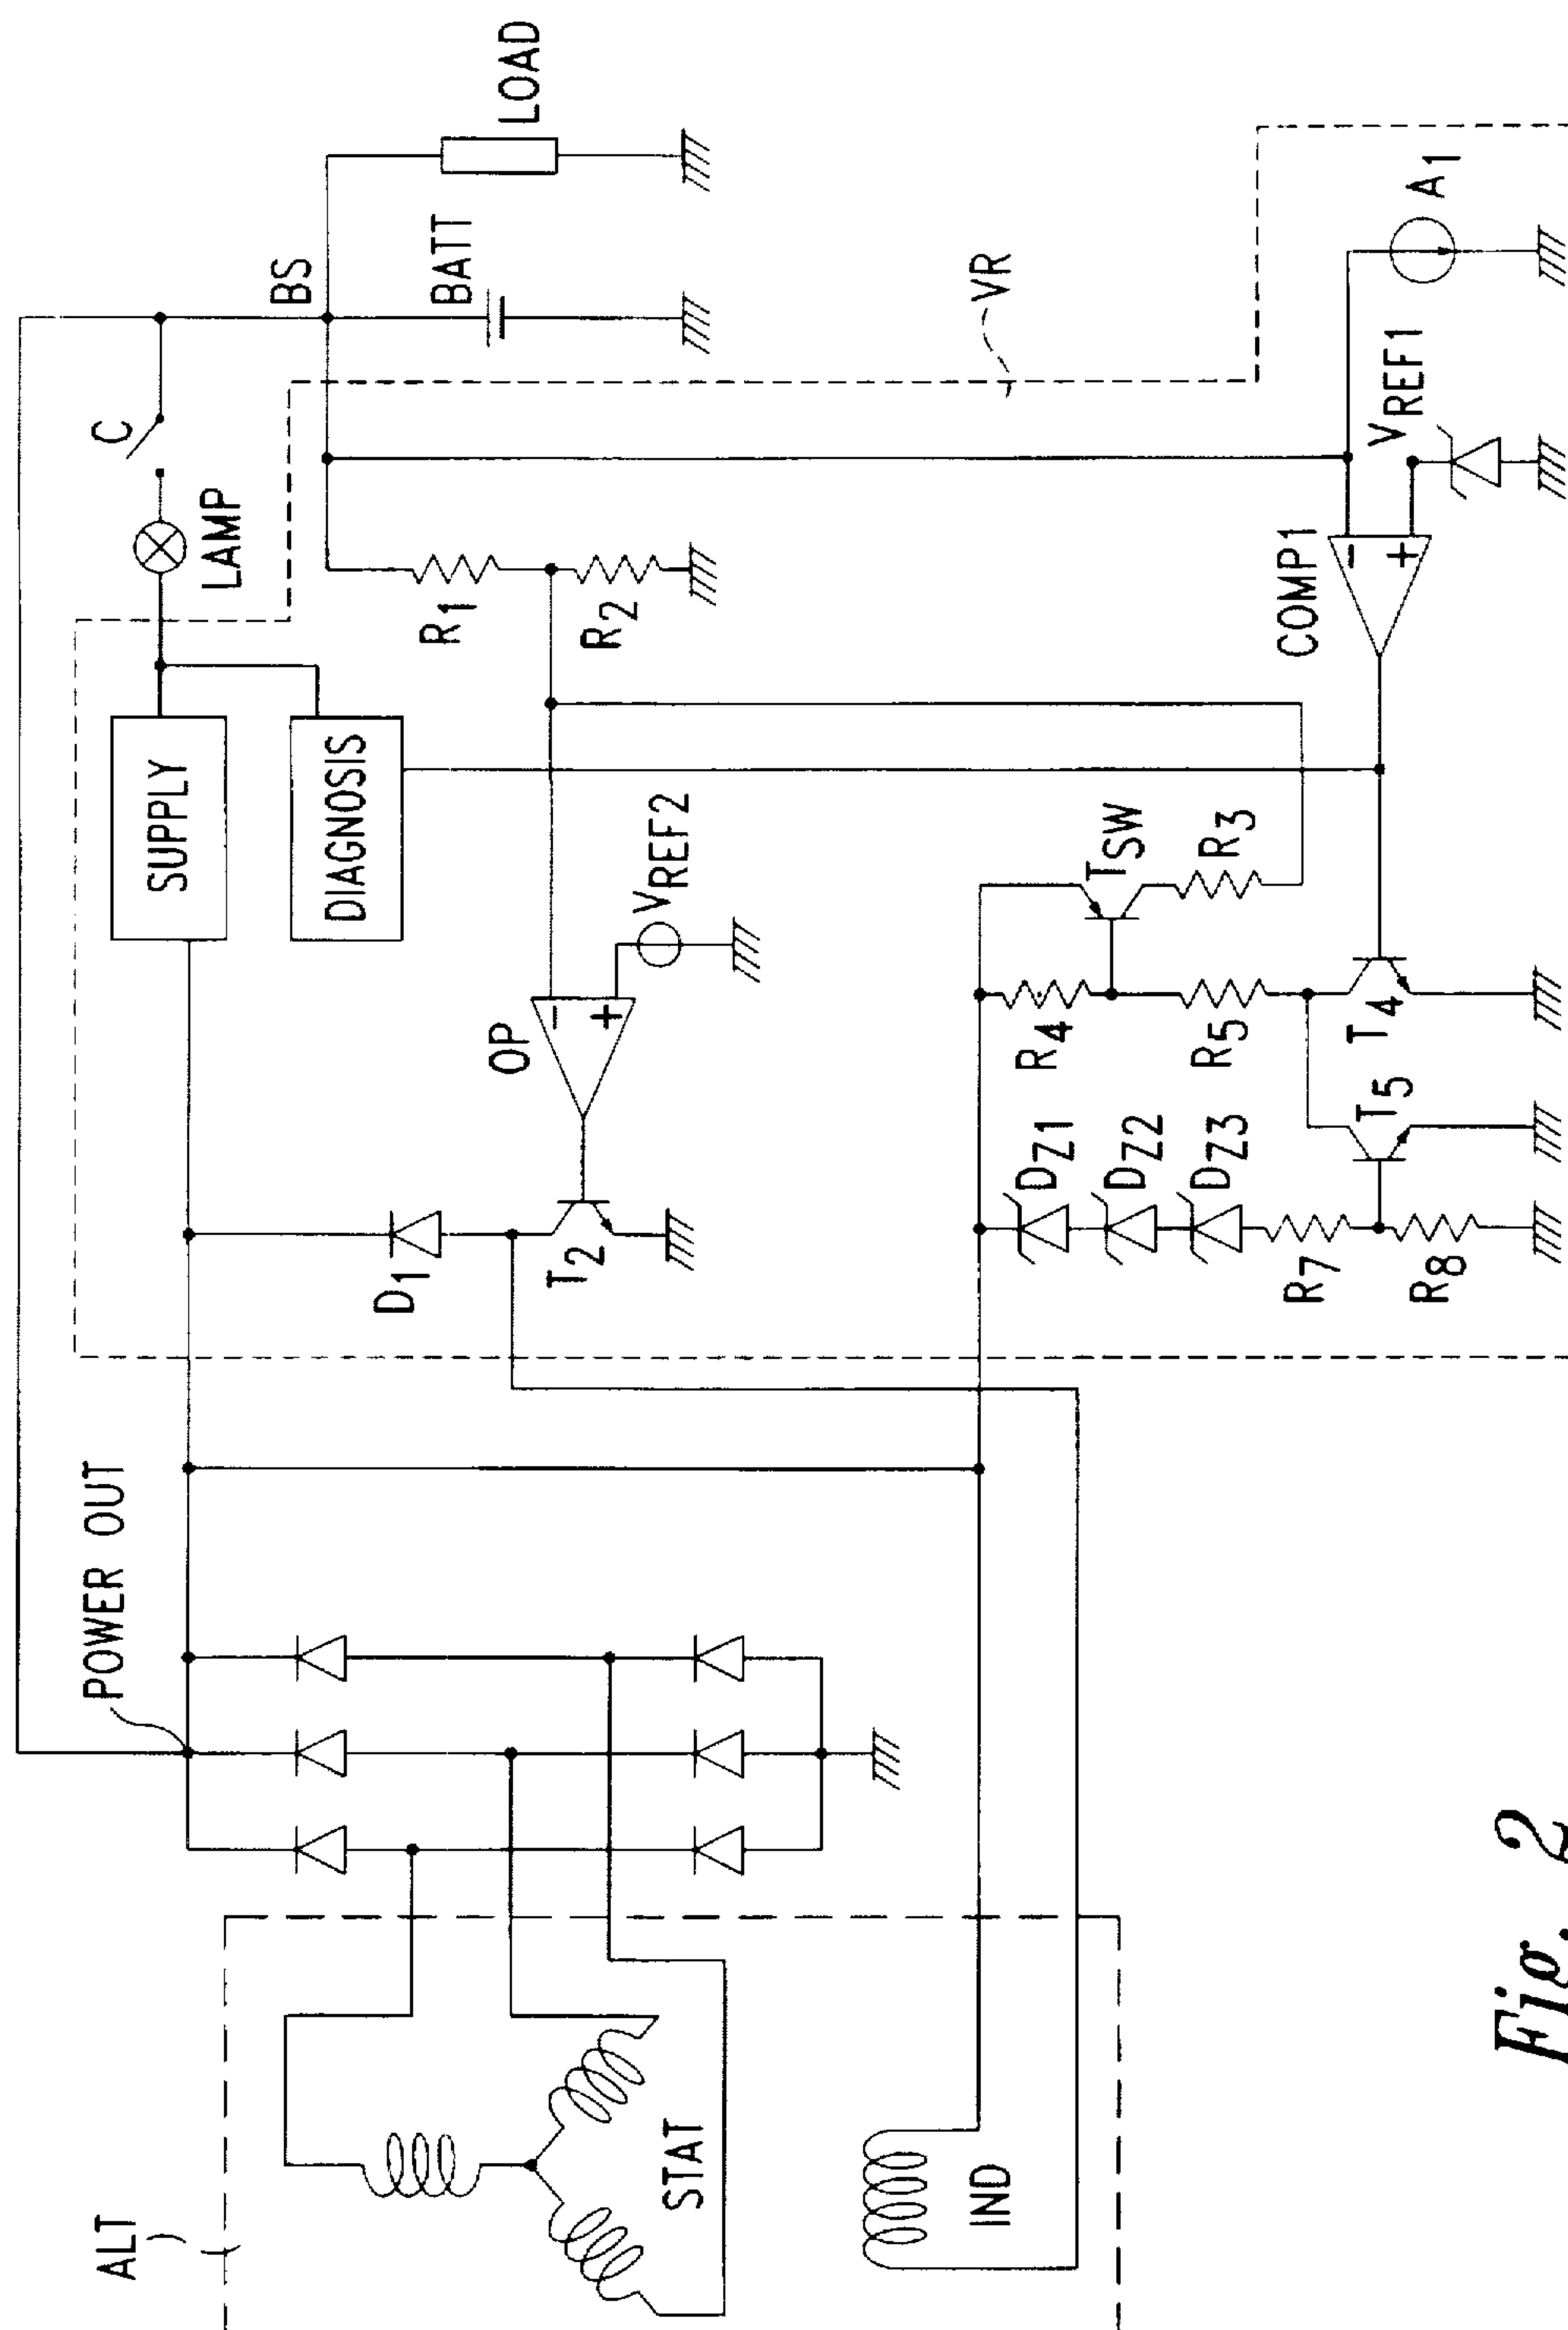 ALT
STAT
IND
POWER OUT
SUPPLY
DIAGNOSIS
LAMP
C
BS
BATT
LOAD
D1
T2
OP
-
+
VREF2
R1
R2
VR
DZ1
DZ2
DZ3
R7
R8
R4
R5
T5
T4
TSW
R3
COMP1
-
+
VREF1
A1
Fig. 2